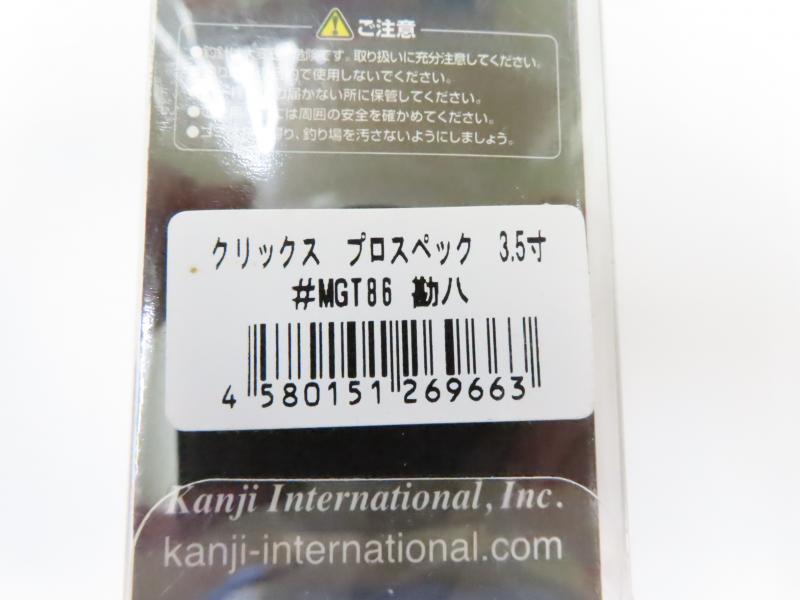 ご注意
険です。取り扱いに充分注意してください。
で使用しないでください。
届かない所に保管してください。
は周囲の安全を確かめてください。
り、釣り場を汚さないようにしましょう。
クリックス プロスペック 3.5寸
#MGT86 勘八
4 580151 269663
Kanji International, Inc.
kanji-international.com